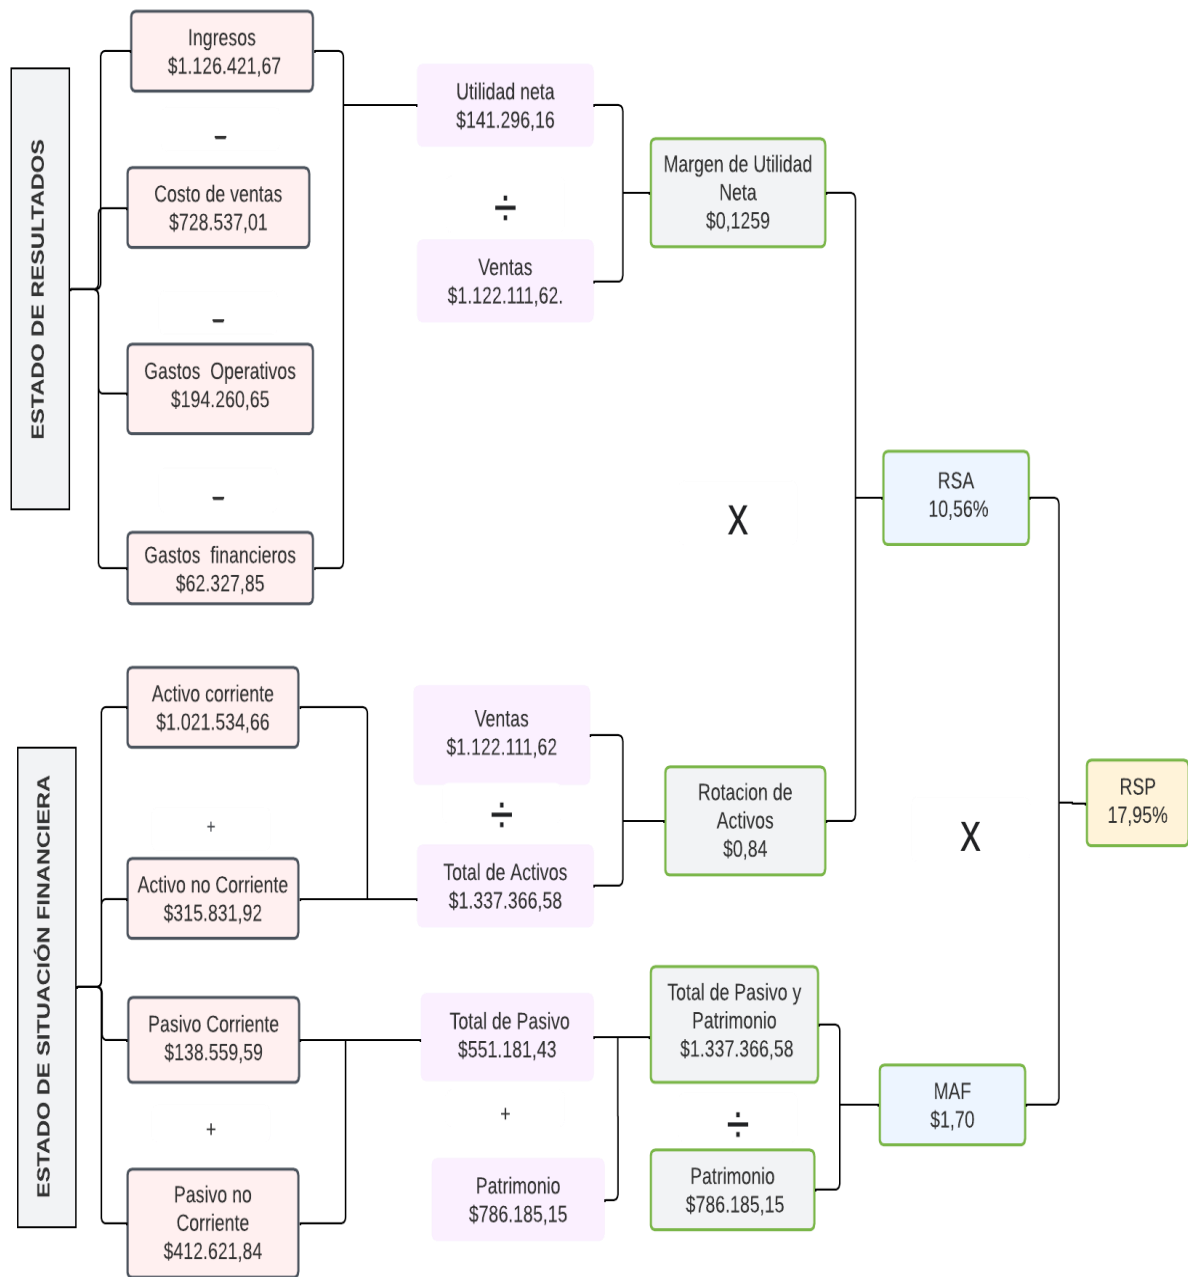 ESTADO DE RESULTADOS
Ingresos
$1.126.421,67
–
Costo de ventas
$728.537,01
–
Gastos Operativos
$194.260,65
–
Gastos financieros
$62.327,85
Utilidad neta
$141.296,16
÷
Ventas
$1.122.111,62.
Margen de Utilidad
Neta
$0,1259
X
RSA
10,56%
ESTADO DE SITUACIÓN FINANCIERA
Activo corriente
$1.021.534,66
+
Activo no Corriente
$315.831,92
Ventas
$1.122.111,62
÷
Total de Activos
$1.337.366,58
Rotacion de
Activos
$0,84
X
RSP
17,95%
Pasivo Corriente
$138.559,59
+
Pasivo no
Corriente
$412.621,84
Total de Pasivo
$551.181,43
+
Patrimonio
$786.185,15
Total de Pasivo y
Patrimonio
$1.337.366,58
÷
Patrimonio
$786.185,15
MAF
$1,70